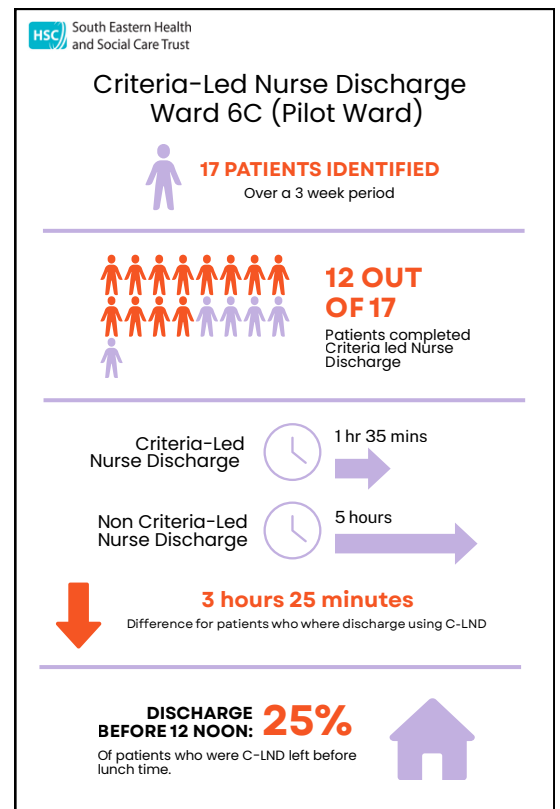 HSC
South Eastern Health
and Social Care Trust
Criteria-Led Nurse Discharge
Ward 6C (Pilot Ward)
17 PATIENTS IDENTIFIED
Over a 3 week period
12 OUT
OF 17
Patients completed
Criteria led Nurse
Discharge
Criteria-Led
Nurse Discharge
1 hr 35 mins
Non Criteria-Led
Nurse Discharge
5 hours
3 hours 25 minutes
Difference for patients who where discharge using C-LND
DISCHARGE
BEFORE 12 NOON:
25%
Of patients who were C-LND left before
lunch time.